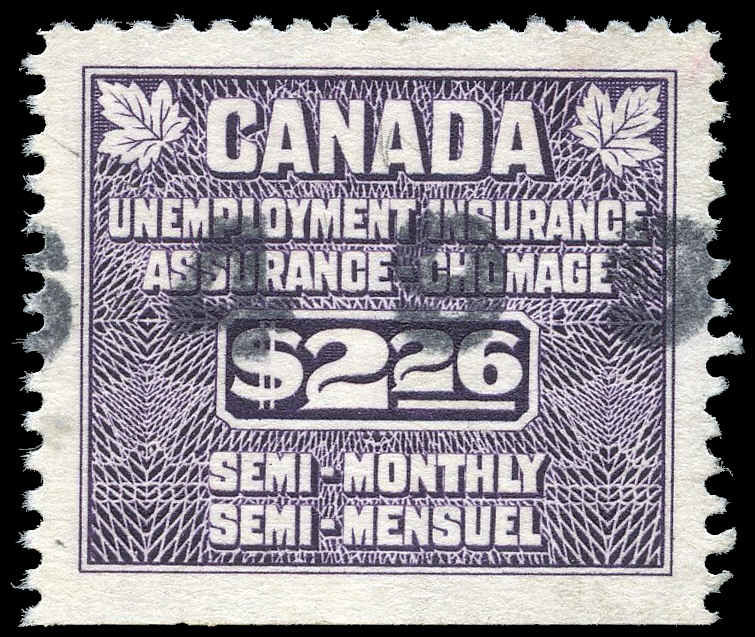 CANADA
UNEMPLOYMENT INSURANCE
ASSURANCE-CHOMAGE
$2.26
SEMI-MONTHLY
SEMI-MENSUEL